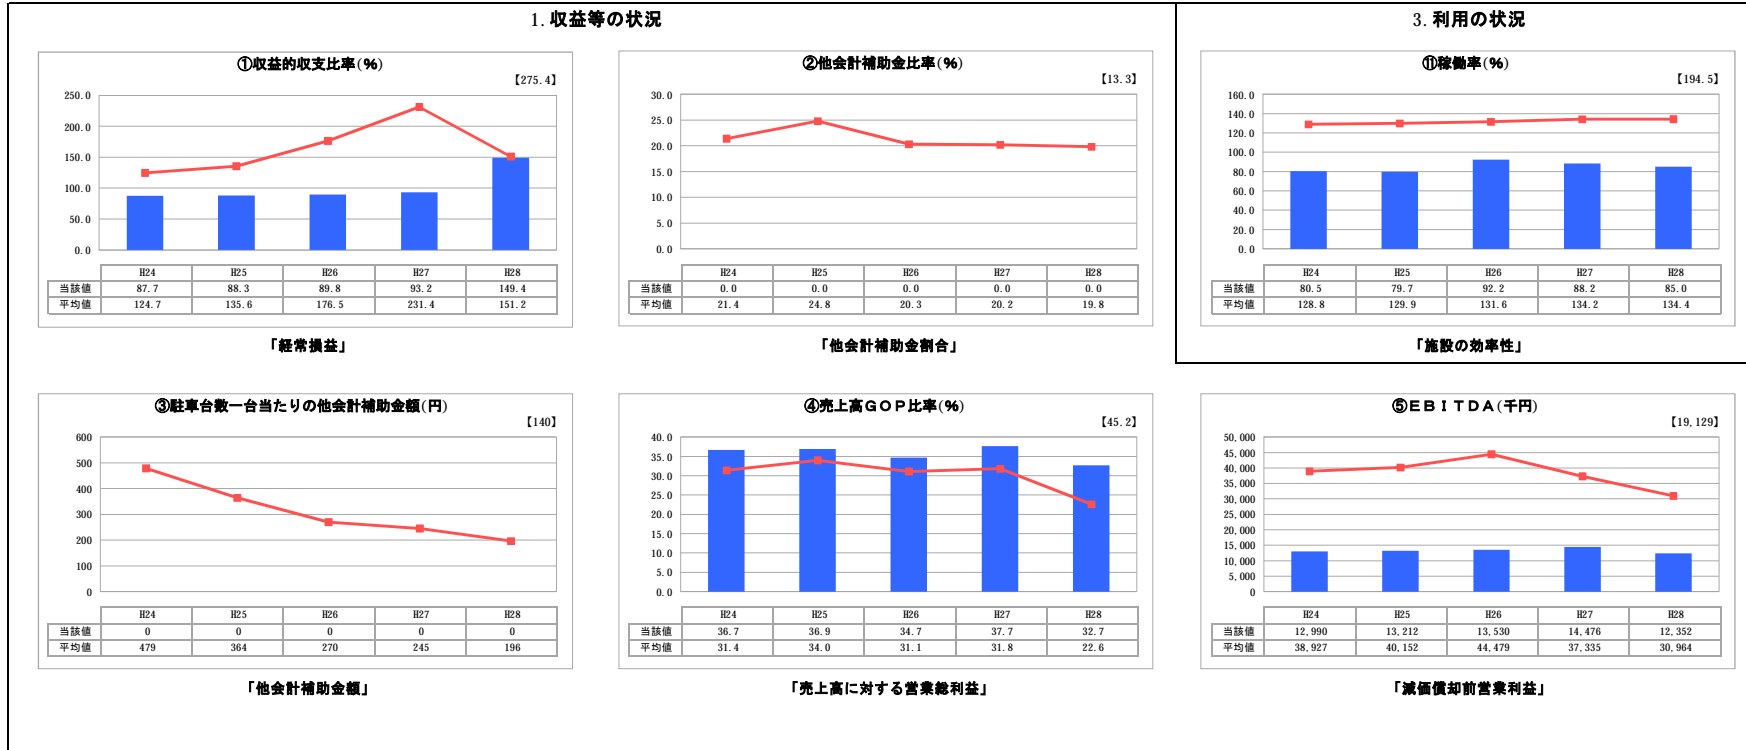 1. 収益等の状況
3. 利用の状況
①収益的収支比率(％)
【275.4】
250.0
200.0
150.0
100.0
50.0
0.0
H24 H25 H26 H27 H28
当該値 87.7 88.3 89.8 93.2 149.4
平均値 124.7 135.6 176.5 231.4 151.2
「経常損益」
②他会計補助金比率(％)
【13.3】
30.0
25.0
20.0
15.0
10.0
5.0
0.0
H24 H25 H26 H27 H28
当該値 0.0 0.0 0.0 0.0 0.0
平均値 21.4 24.8 20.3 20.2 19.8
「他会計補助金割合」
⑪稼働率(％)
【194.5】
160.0
140.0
120.0
100.0
80.0
60.0
40.0
20.0
0.0
H24 H25 H26 H27 H28
当該値 80.5 79.7 92.2 88.2 85.0
平均値 128.8 129.9 131.6 134.2 134.4
「施設の効率性」
③駐車台数一台当たりの他会計補助金額(円)
【140】
600
500
400
300
200
100
0
H24 H25 H26 H27 H28
当該値 0 0 0 0 0
平均値 479 364 270 245 196
「他会計補助金額」
④売上高ＧＯＰ比率(％)
【45.2】
40.0
35.0
30.0
25.0
20.0
15.0
10.0
5.0
0.0
H24 H25 H26 H27 H28
当該値 36.7 36.9 34.7 37.7 32.7
平均値 31.4 34.0 31.1 31.8 22.6
「売上高に対する営業総利益」
⑤ＥＢＩＴＤＡ(千円)
【19,129】
50,000
45,000
40,000
35,000
30,000
25,000
20,000
15,000
10,000
5,000
0
H24 H25 H26 H27 H28
当該値 12,990 13,212 13,530 14,476 12,352
平均値 38,927 40,152 44,479 37,335 30,964
「減価償却前営業利益」